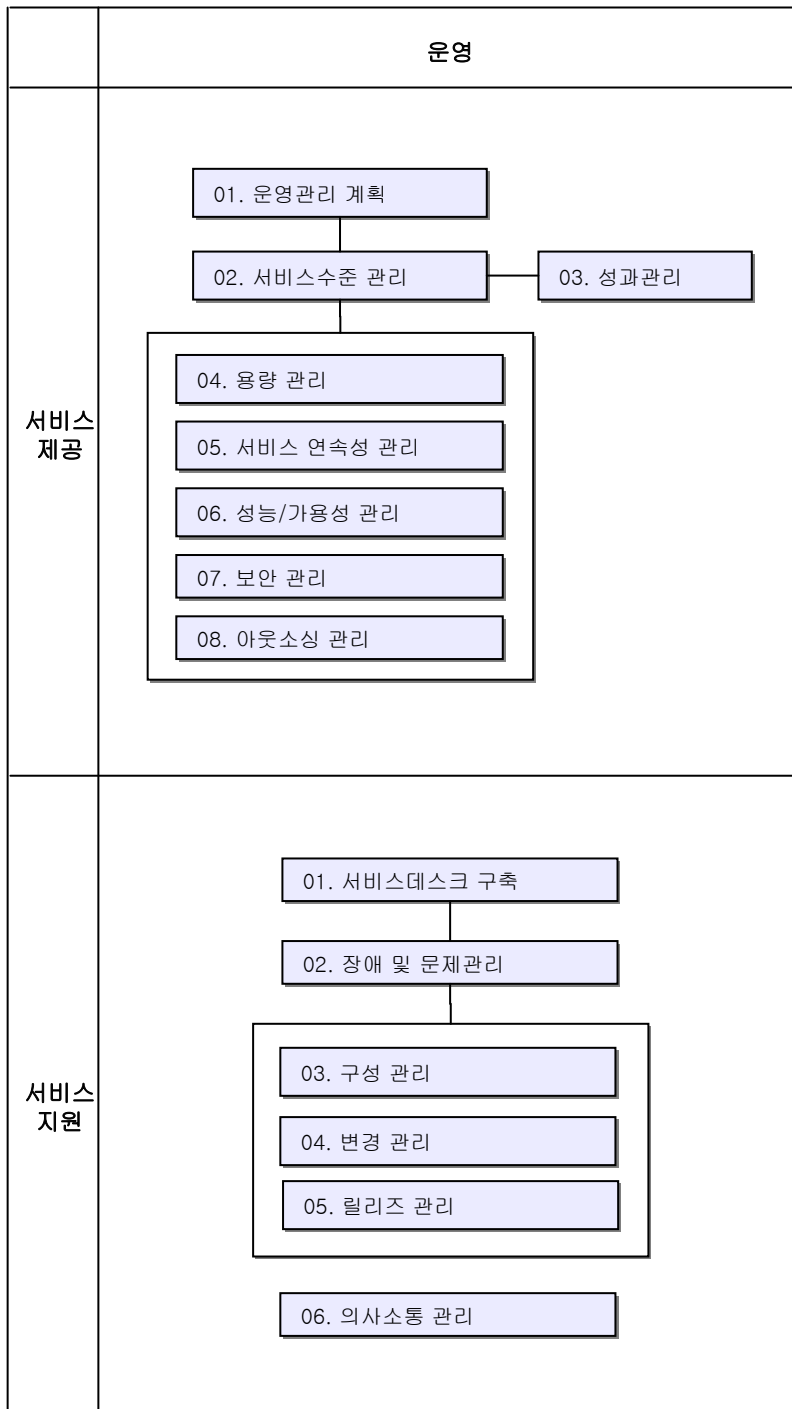 운영
서비스
제공
01. 운영관리 계획
02. 서비스수준 관리
03. 성과관리
04. 용량 관리
05. 서비스 연속성 관리
06. 성능/가용성 관리
07. 보안 관리
08. 아웃소싱 관리
서비스
지원
01. 서비스데스크 구축
02. 장애 및 문제관리
03. 구성 관리
04. 변경 관리
05. 릴리즈 관리
06. 의사소통 관리